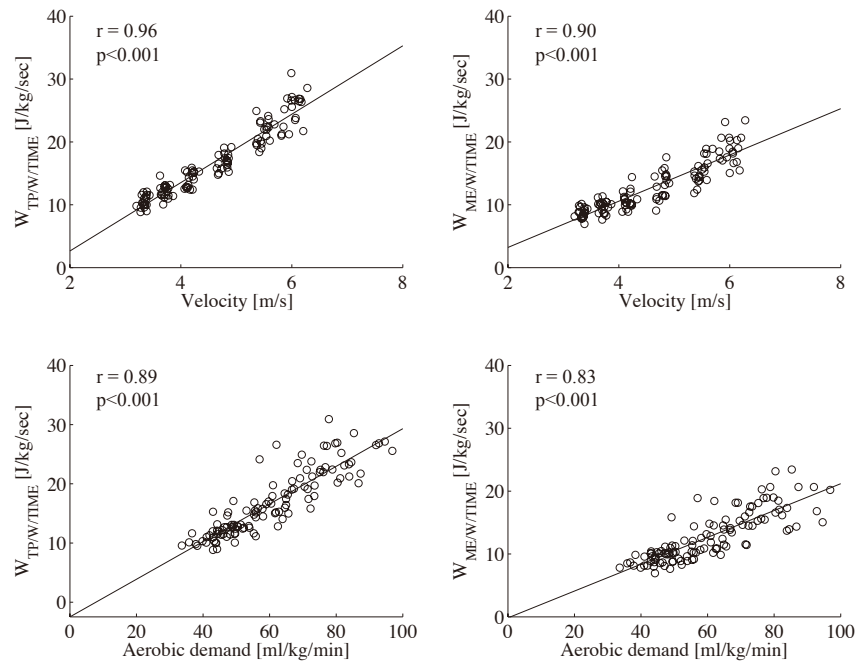 r = 0.96
p<0.001
40
30
20
10
0
W_TP/W/TIME [J/kg/sec]
2 4 6 8
Velocity [m/s]
r = 0.90
p<0.001
40
30
20
10
0
W_ME/W/TIME [J/kg/sec]
2 4 6 8
Velocity [m/s]
r = 0.89
p<0.001
40
30
20
10
0
W_TP/W/TIME [J/kg/sec]
0 20 40 60 80 100
Aerobic demand [ml/kg/min]
r = 0.83
p<0.001
40
30
20
10
0
W_ME/W/TIME [J/kg/sec]
0 20 40 60 80 100
Aerobic demand [ml/kg/min]